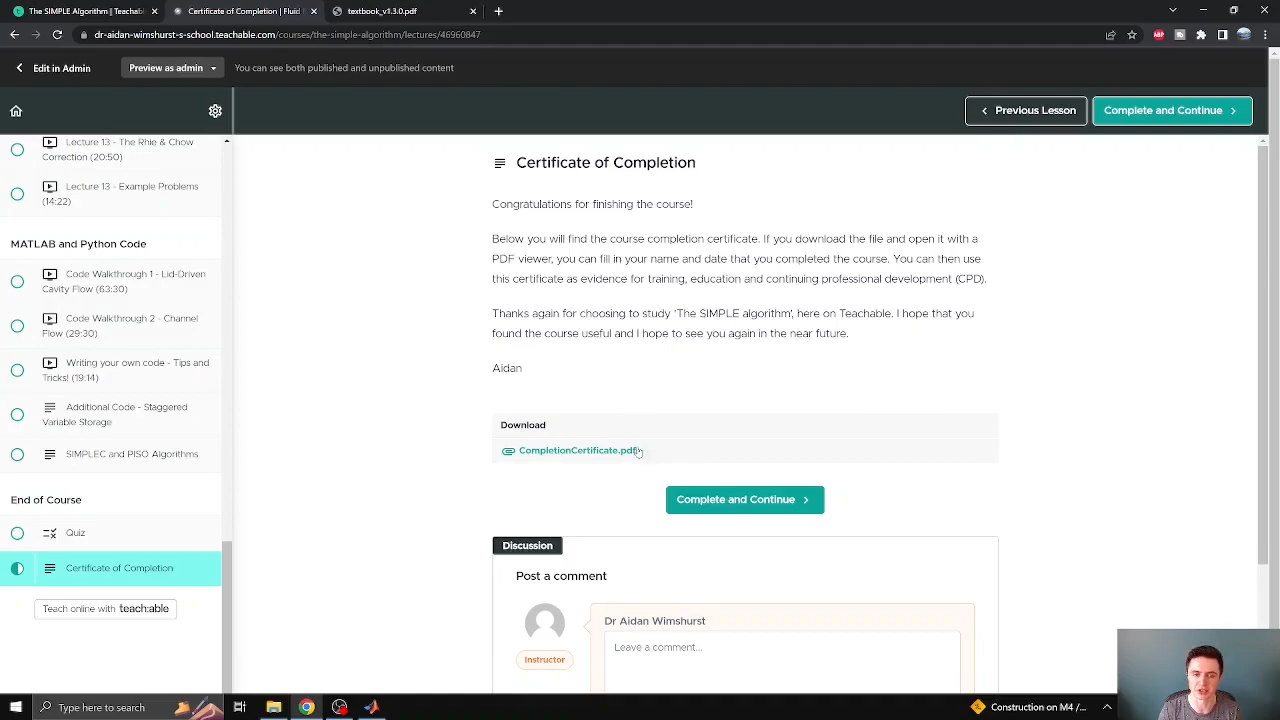 The SIMPLE Algorithm | Teachab
Certificate of Completion | Fluid
textbook_v1.3.0.pdf
dr-aidan-wimshurst-s-school.teachable.com/courses/the-simple-algorithm/lectures/46960847
ABP
Edit in Admin
Preview as admin
You can see both published and unpublished content
Previous Lesson
Complete and Continue
Lecture 13 - The Rhie & Chow
Correction (20:50)
Lecture 13 - Example Problems
(14:22)
MATLAB and Python Code
Code Walkthrough 1 - Lid-Driven
Cavity Flow (63:30)
Code Walkthrough 2 - Channel
Flow (29:30)
Writing your own code - Tips and
Tricks! (19:14)
Additional Code - Staggered
Variable Storage
SIMPLEC and PISO Algorithms
End of Course
Quiz
Certificate of Completion
Teach online with teach:able
Certificate of Completion
Congratulations for finishing the course!
Below you will find the course completion certificate. If you download the file and open it with a
PDF viewer, you can fill in your name and date that you completed the course. You can then use
this certificate as evidence for training, education and continuing professional development (CPD).
Thanks again for choosing to study 'The SIMPLE algorithm', here on Teachable. I hope that you
found the course useful and I hope to see you again in the near future.
Aidan
Download
CompletionCertificate.pdf
Complete and Continue
Discussion
Post a comment
Dr Aidan Wimshurst
Instructor
Leave a comment...
Type here to search
Construction on M4 /...